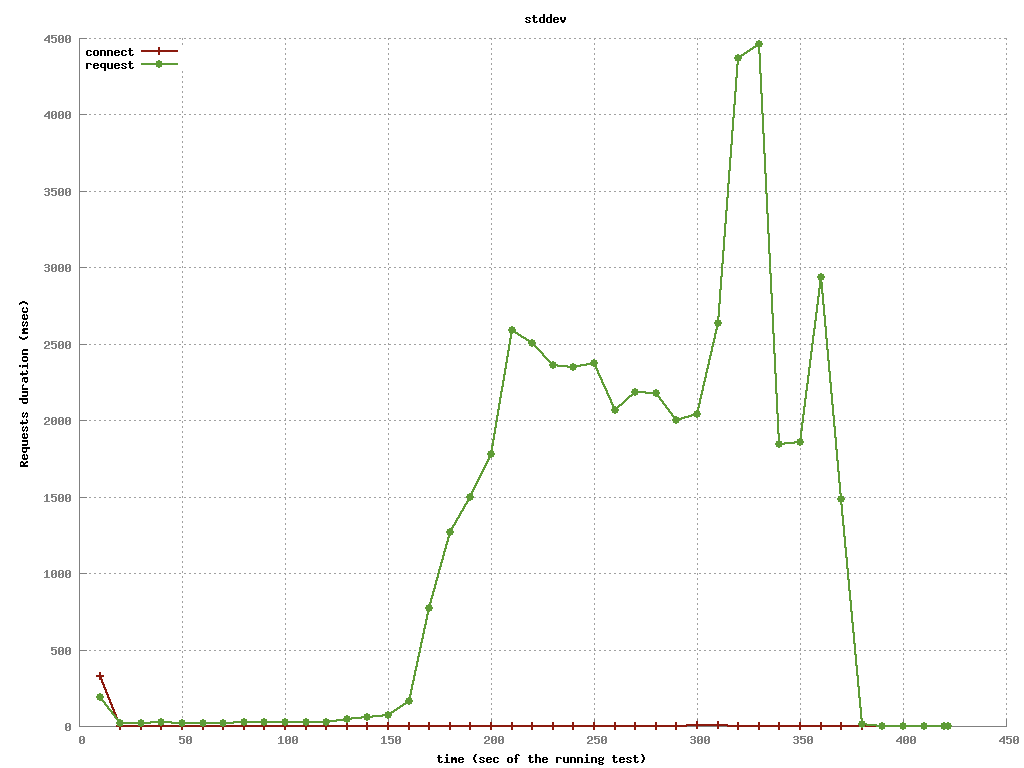 stddev
connect
request
4500
4000
3500
3000
2500
2000
1500
1000
500
0
Requests duration (msec)
0 50 100 150 200 250 300 350 400 450
time (sec of the running test)